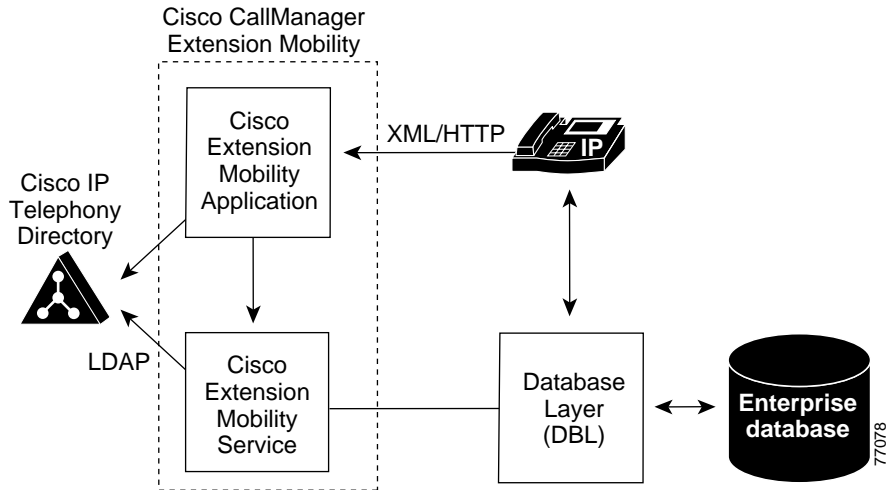 Cisco CallManager
Extension Mobility
Cisco
Extension
Mobility
Application
XML/HTTP
IP
Cisco IP
Telephony
Directory
LDAP
Cisco
Extension
Mobility
Service
Database
Layer
(DBL)
Enterprise
database
77078